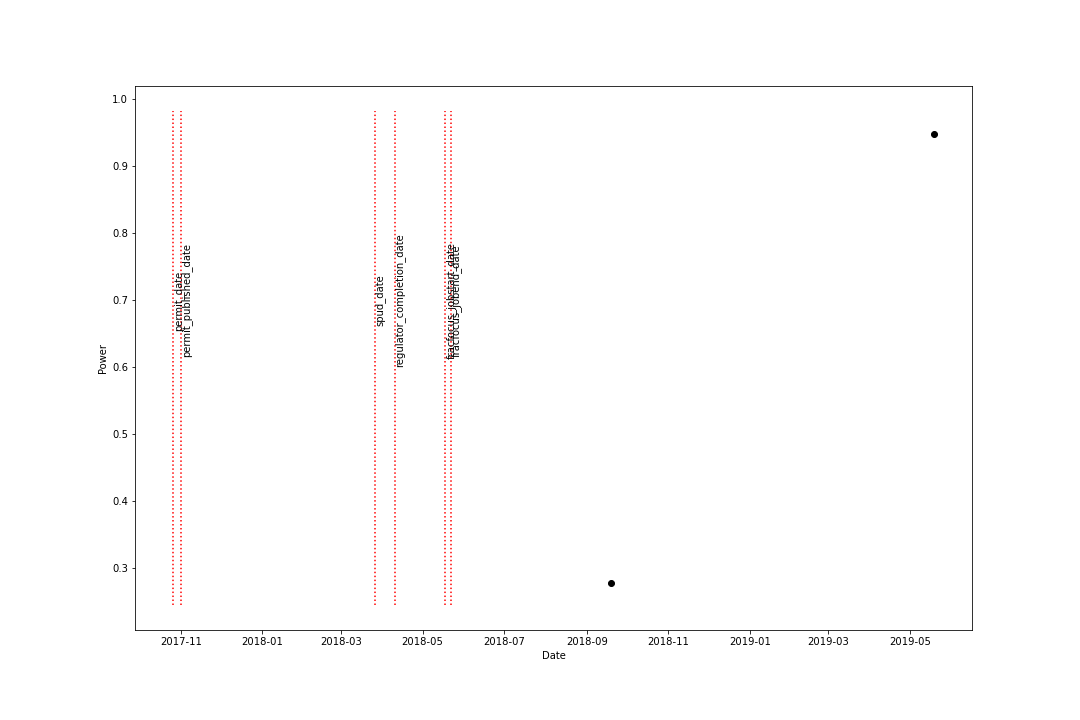 1.0
0.9
0.8
0.7
0.6
0.5
0.4
0.3
Power
permit_date
permit_published_date
spud_date
regulator_completion_date
fracfocus_jobstart_date
fracfocus_jobend_date
2017-11
2018-01
2018-03
2018-05
2018-07
2018-09
2018-11
2019-01
2019-03
2019-05
Date